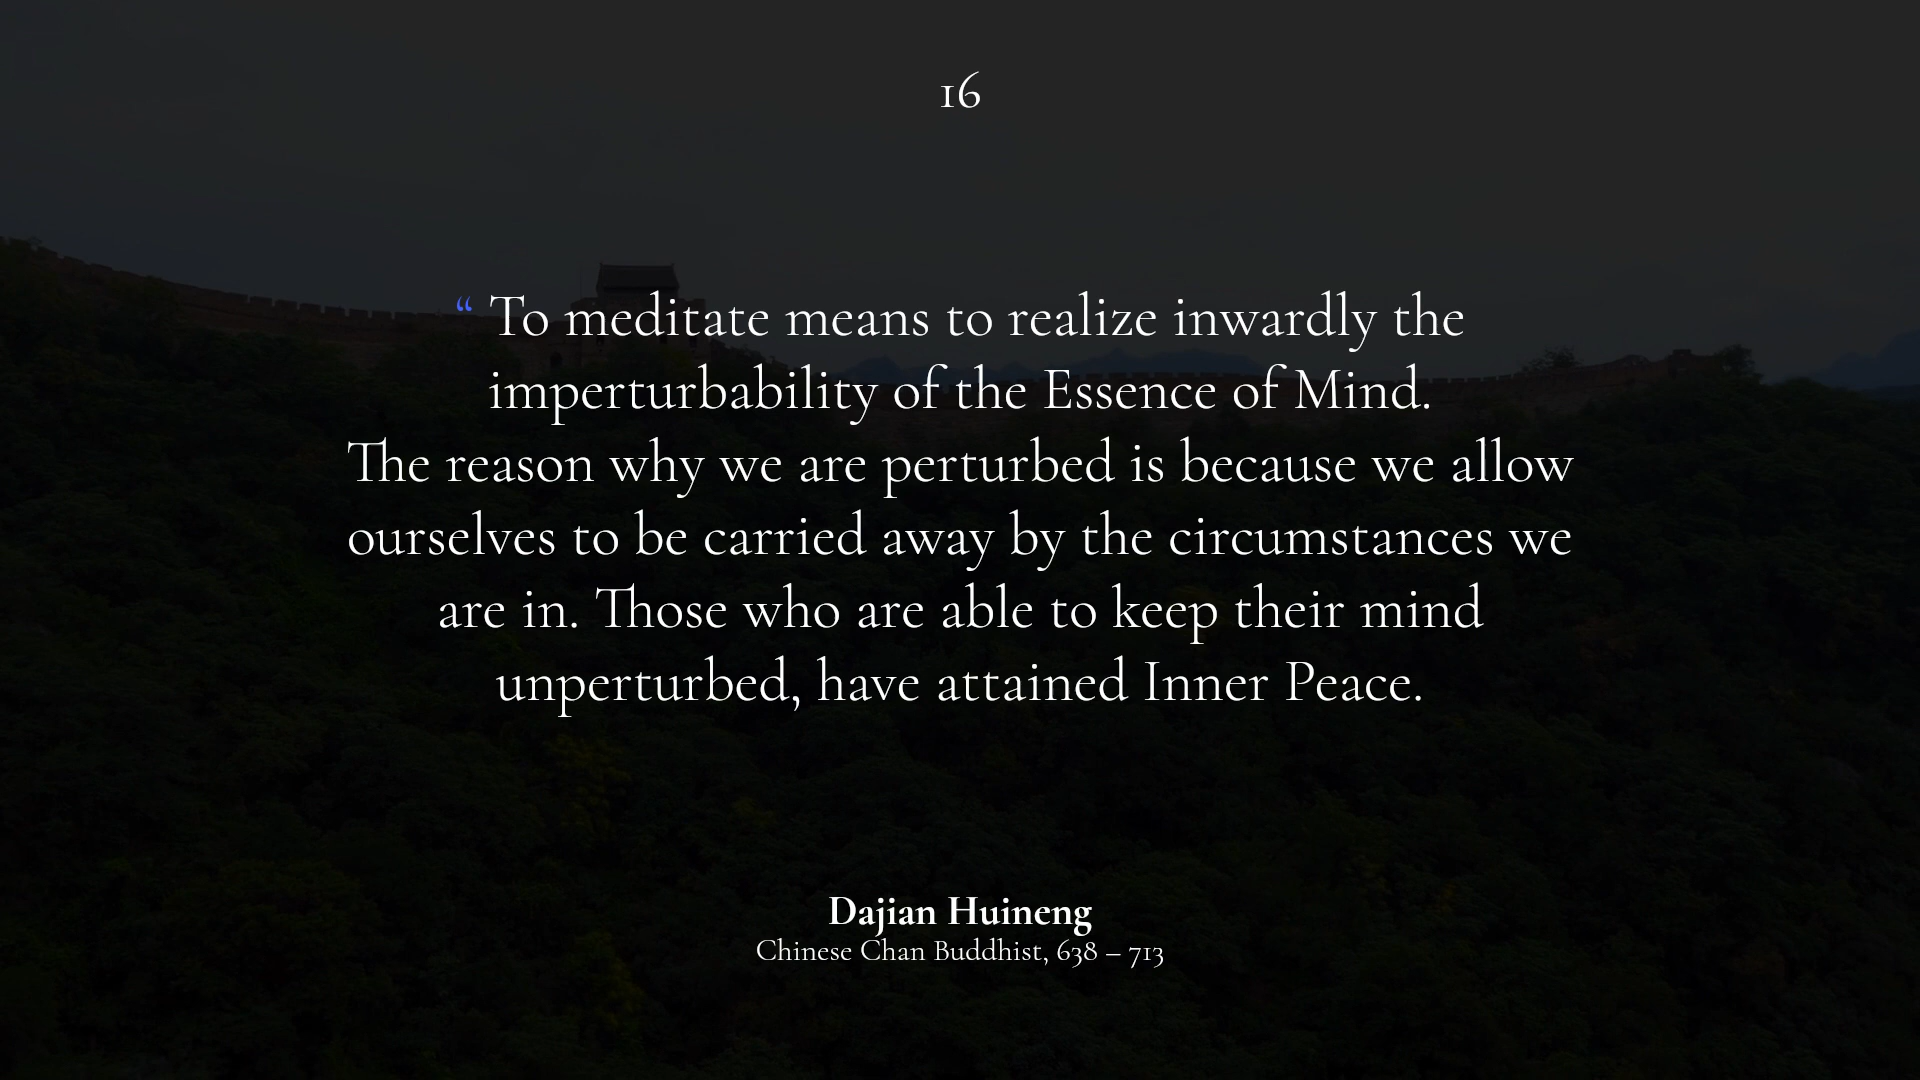 16
“ To meditate means to realize inwardly the
imperturbability of the Essence of Mind.
The reason why we are perturbed is because we allow
ourselves to be carried away by the circumstances we
are in. Those who are able to keep their mind
unperturbed, have attained Inner Peace.
Dajian Huineng
Chinese Chan Buddhist, 638 – 713